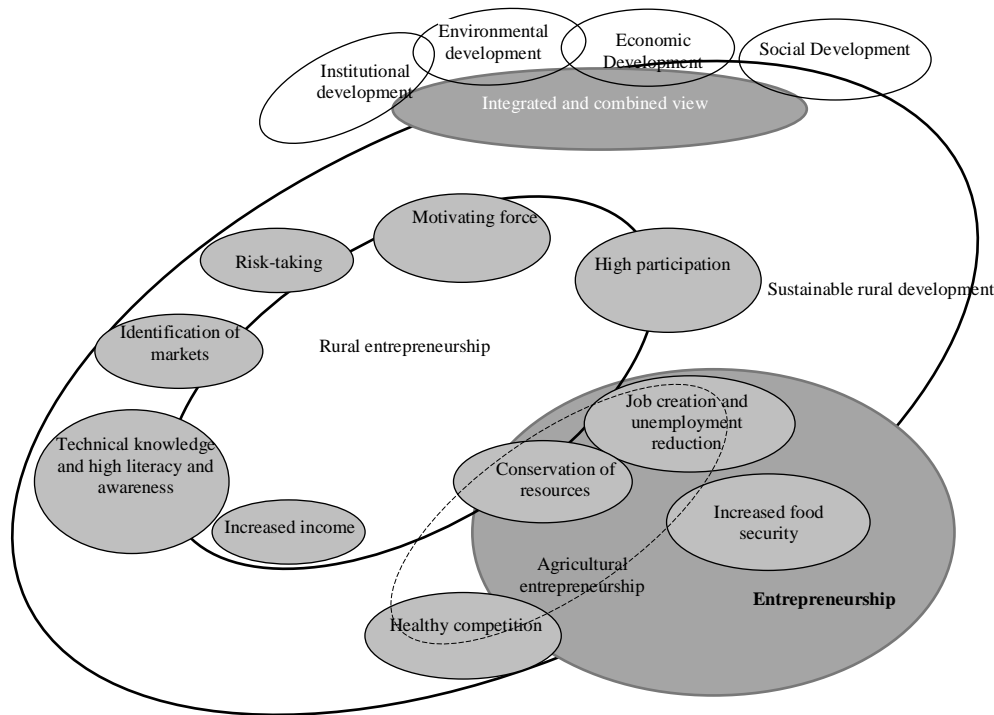 Environmental
development
Economic
Development
Social Development
Institutional
development
Integrated and combined view
Motivating force
Risk-taking
High participation
Sustainable rural development
Identification of
markets
Rural entrepreneurship
Job creation and
unemployment
reduction
Technical knowledge
and high literacy and
awareness
Conservation of
resources
Increased income
Increased food
security
Agricultural
entrepreneurship
Entrepreneurship
Healthy competition